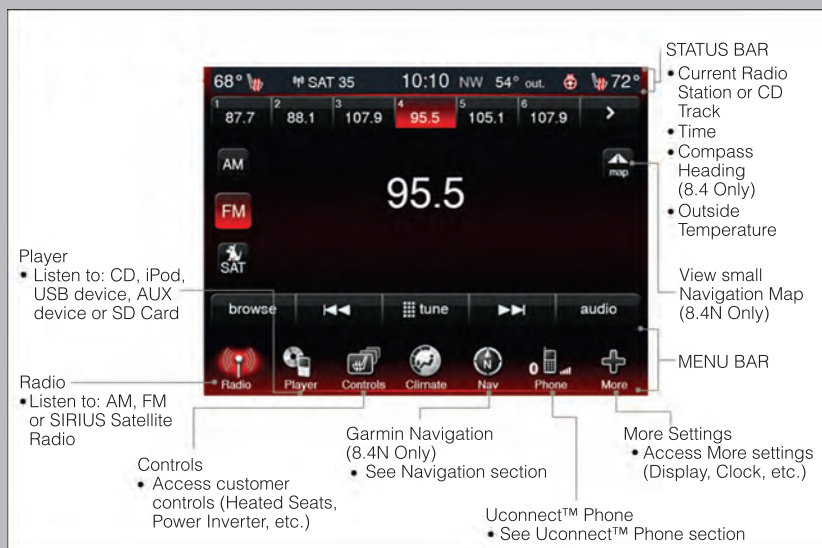 68° SAT 35 10:10 NW 54° out. 72°
1 87.7 2 88.1 3 107.9 4 95.5 5 105.1 6 107.9 >
AM
map
95.5
FM
SAT
browse tune audio
Radio Player Controls Climate Nav 0 Phone More
STATUS BAR
• Current Radio
Station or CD
Track
• Time
• Compass
Heading
(8.4 Only)
• Outside
Temperature
View small
Navigation Map
(8.4N Only)
MENU BAR
Player
• Listen to: CD, iPod,
USB device, AUX
device or SD Card
Radio
• Listen to: AM, FM
or SIRIUS Satellite
Radio
Controls
• Access customer
controls (Heated Seats,
Power Inverter, etc.)
Garmin Navigation
(8.4N Only)
• See Navigation section
Uconnect™ Phone
• See Uconnect™ Phone section
More Settings
• Access More settings
(Display, Clock, etc.)